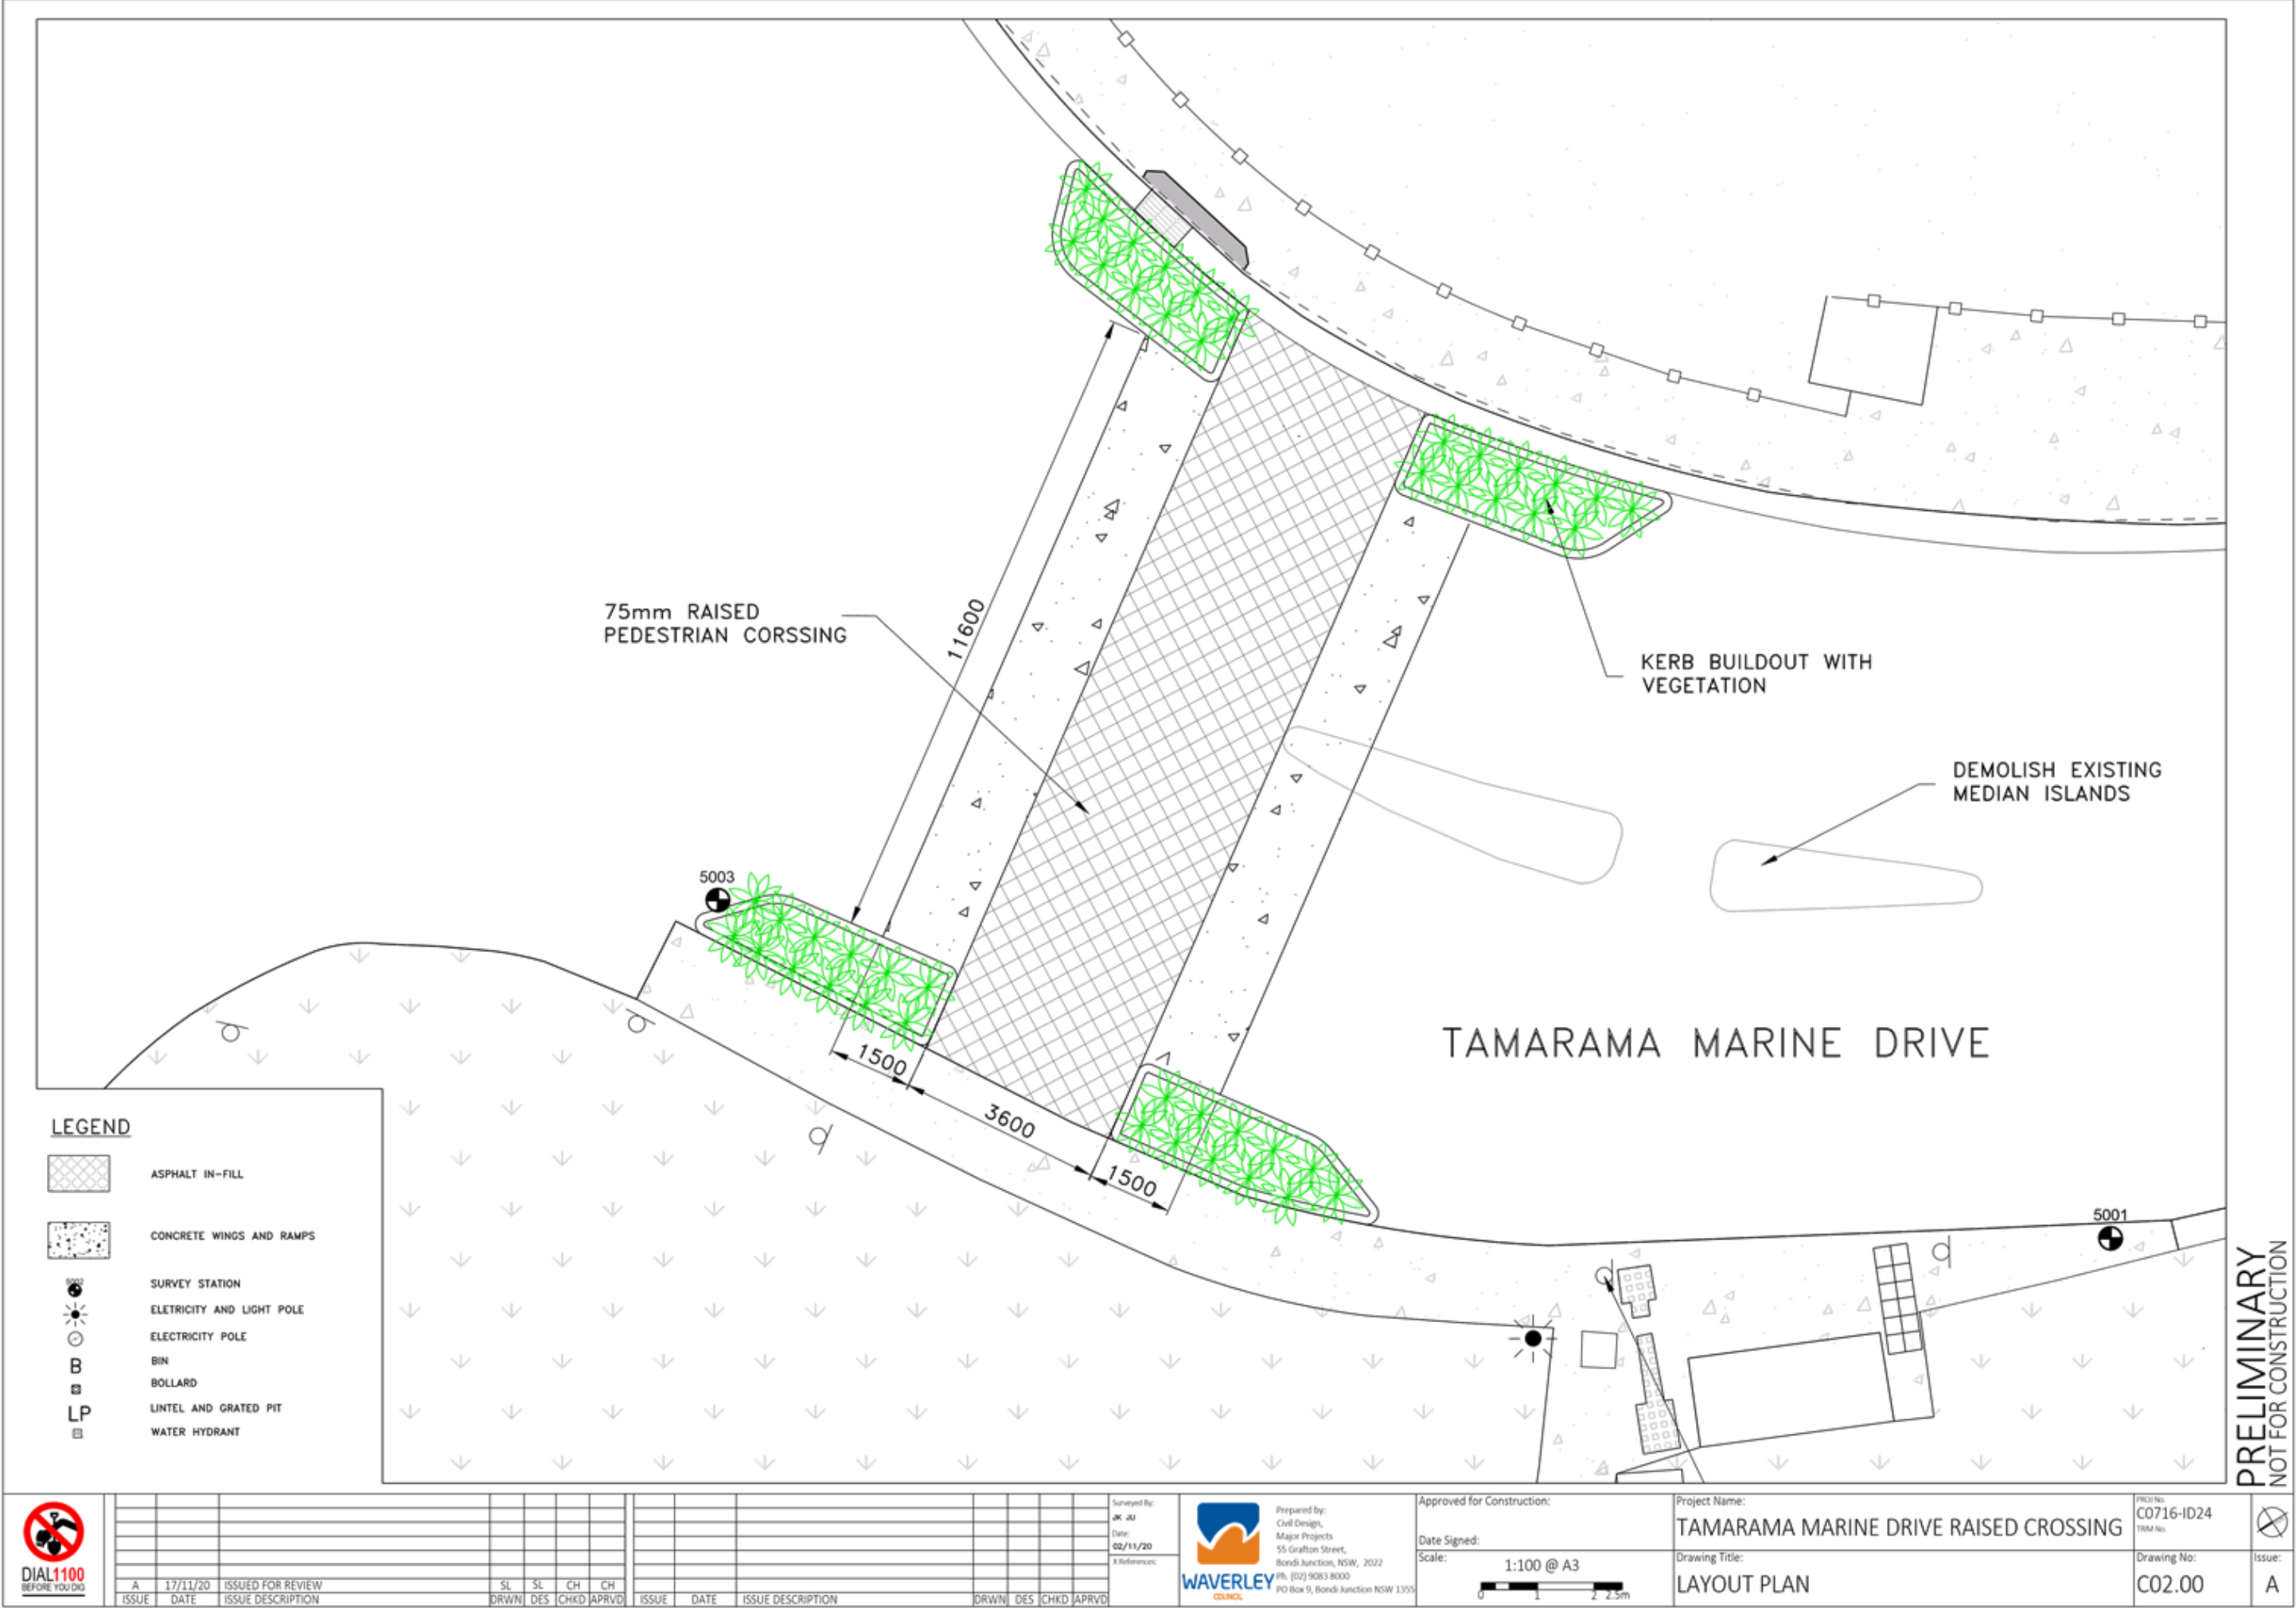 75mm RAISED
PEDESTRIAN CORSSING
11600
KERB BUILDOUT WITH
VEGETATION
DEMOLISH EXISTING
MEDIAN ISLANDS
5003
1500
3600
1500
TAMARAMA MARINE DRIVE
5001
LEGEND
ASPHALT IN-FILL
CONCRETE WINGS AND RAMPS
5002
SURVEY STATION
ELETRICITY AND LIGHT POLE
ELECTRICITY POLE
B BIN
BOLLARD
LP LINTEL AND GRATED PIT
WATER HYDRANT
PRELIMINARY
NOT FOR CONSTRUCTION
DIAL1100
BEFORE YOU DIG
A 17/11/20 ISSUED FOR REVIEW SL SL CH CH
ISSUE DATE ISSUE DESCRIPTION DRWN DES CHKD APRVD
ISSUE DATE ISSUE DESCRIPTION DRWN DES CHKD APRVD
Surveyed By:
JK JU
Date:
02/11/20
X References:
WAVERLEY
COUNCIL
Prepared by:
Civil Design,
Major Projects
55 Grafton Street,
Bondi Junction, NSW, 2022
Ph. (02) 9083 8000
PO Box 9, Bondi Junction NSW 1355
Approved for Construction:
Date Signed:
Scale:
1:100 @ A3
0 1 2 2.5m
Project Name:
TAMARAMA MARINE DRIVE RAISED CROSSING
Drawing Title:
LAYOUT PLAN
PROJ No.
C0716-ID24
TRIM No.
Drawing No:
C02.00
Issue:
A